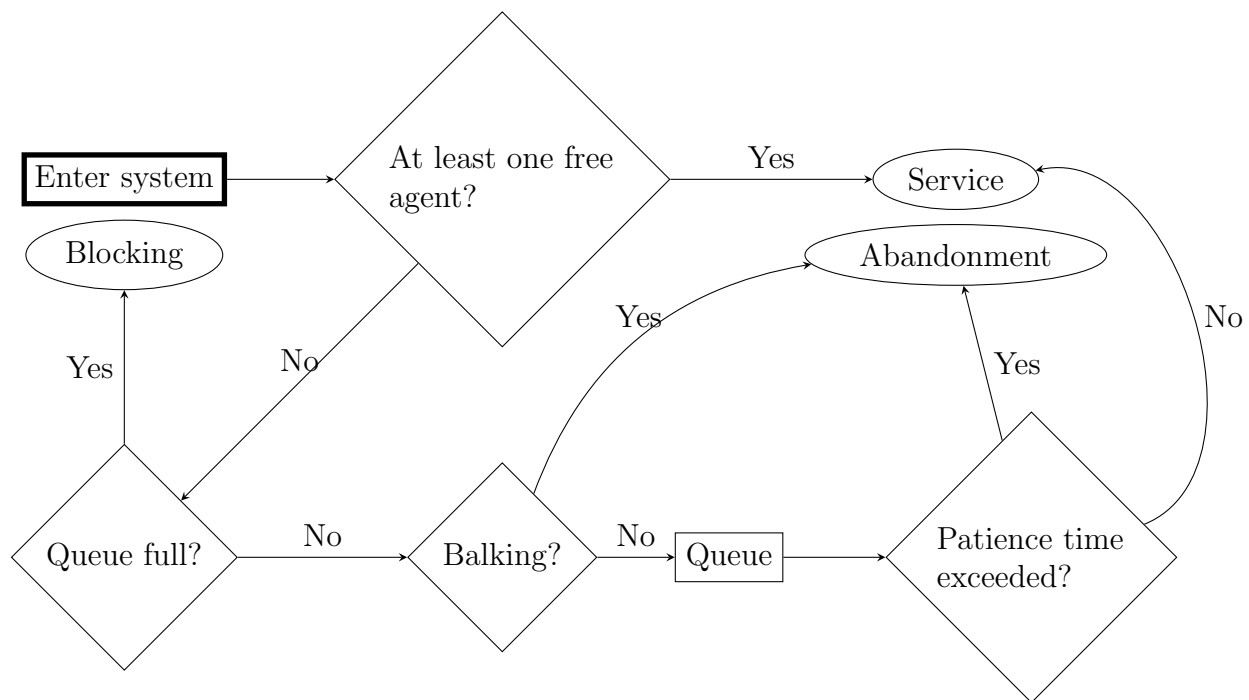 Enter system
At least one free
agent?
Yes
Service
Blocking
Abandonment
Yes
No
Yes
Yes
No
Queue full?
No
Balking?
No
Queue
Patience time
exceeded?